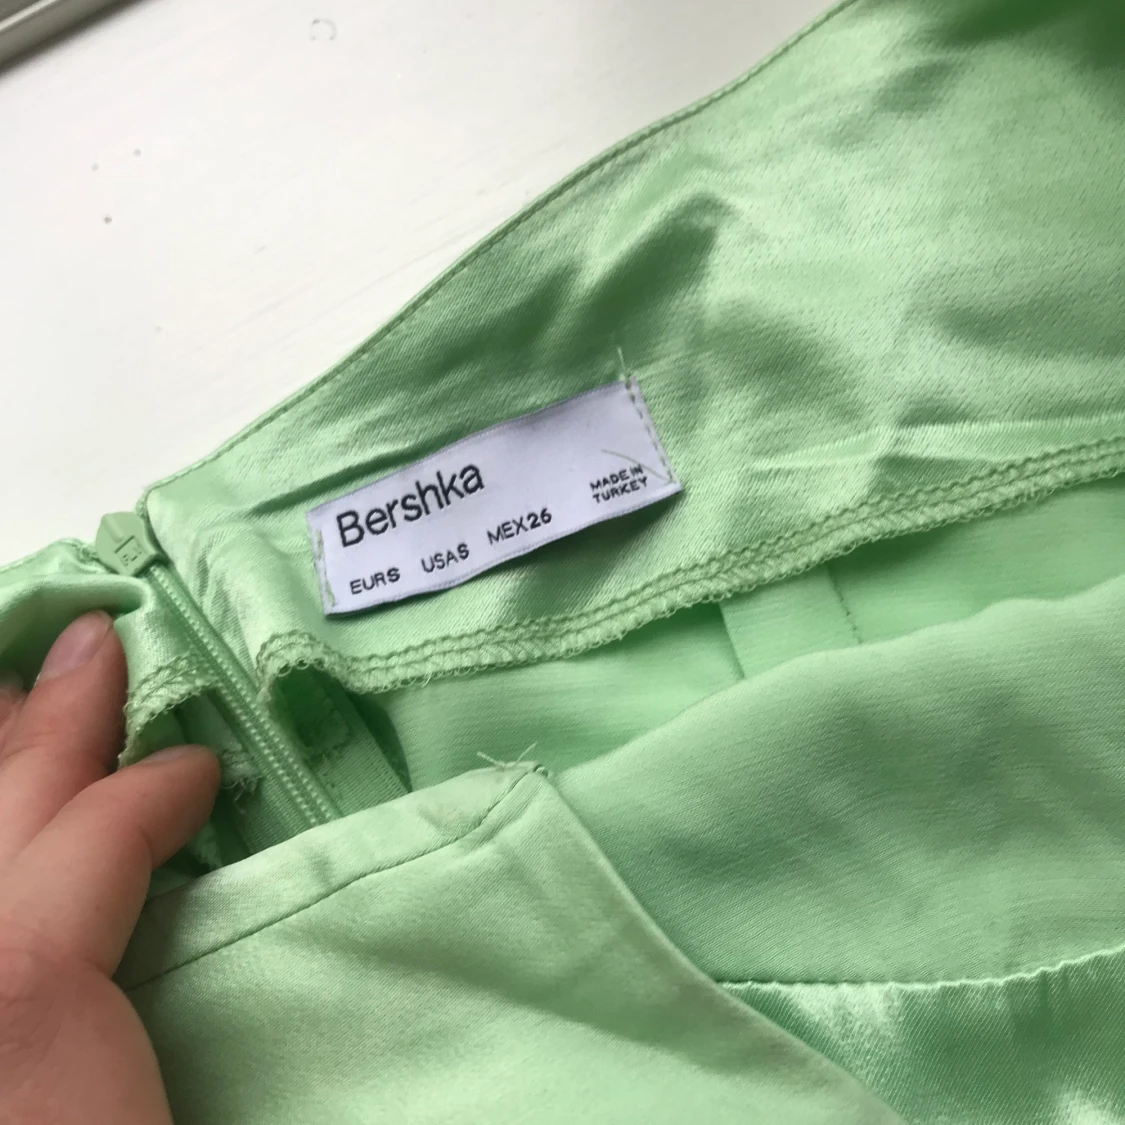 Bershka
EURS USAS MEX26
MADE IN
TURKEY